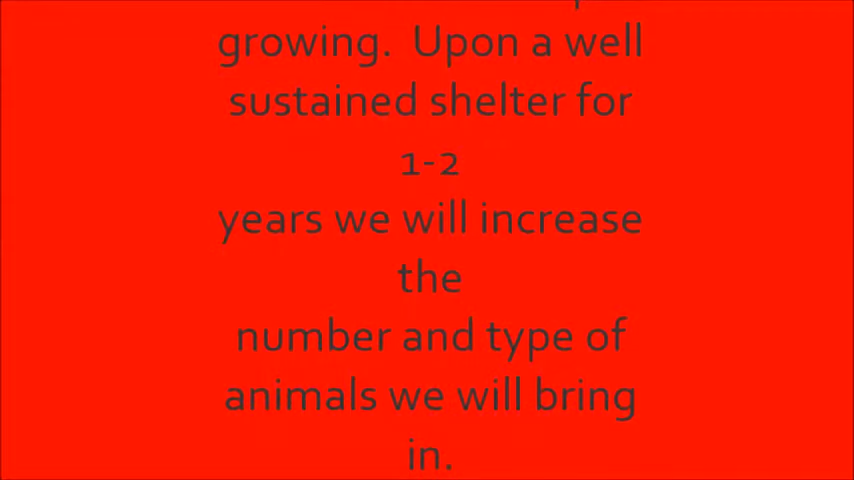 growing.  Upon a well
sustained shelter for
1-2
years we will increase
the
number and type of
animals we will bring
in.